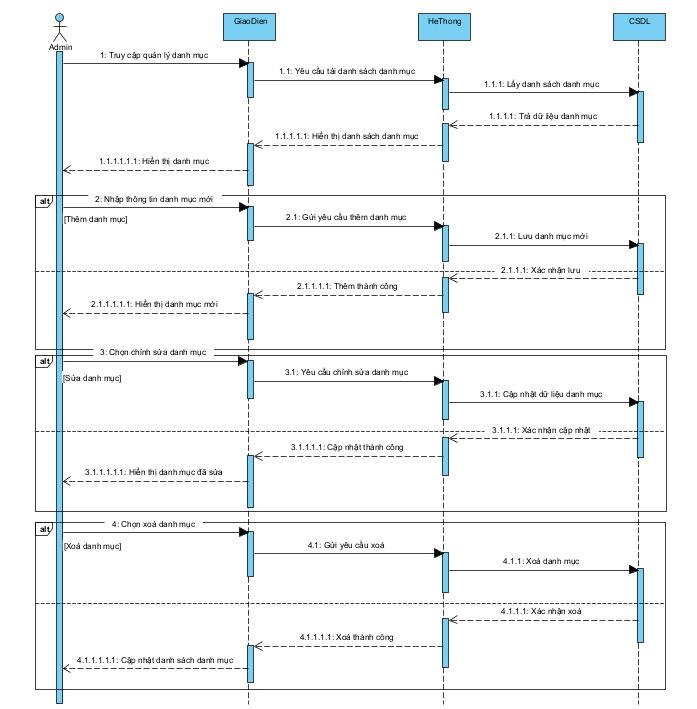 GiaoDien
HeThong
CSDL
Admin
1: Truy cập quản lý danh mục
1.1: Yêu cầu tải danh sách danh mục
1.1.1: Lấy danh sách danh mục
1.1.1.1: Trả dữ liệu danh mục
1.1.1.1.1: Hiển thị danh sách danh mục
1.1.1.1.1.1: Hiển thị danh mục
alt
2: Nhập thông tin danh mục mới
[Thêm danh mục]
2.1: Gửi yêu cầu thêm danh mục
2.1.1: Lưu danh mục mới
2.1.1.1: Xác nhận lưu
2.1.1.1.1: Thêm thành công
2.1.1.1.1.1: Hiển thị danh mục mới
alt
3: Chọn chỉnh sửa danh mục
[Sửa danh mục]
3.1: Yêu cầu chỉnh sửa danh mục
3.1.1: Cập nhật dữ liệu danh mục
3.1.1.1: Xác nhận cập nhật
3.1.1.1.1: Cập nhật thành công
3.1.1.1.1.1: Hiển thị danh mục đã sửa
alt
4: Chọn xoá danh mục
[Xoá danh mục]
4.1: Gửi yêu cầu xoá
4.1.1: Xoá danh mục
4.1.1.1: Xác nhận xoá
4.1.1.1.1: Xoá thành công
4.1.1.1.1.1: Cập nhật danh sách danh mục